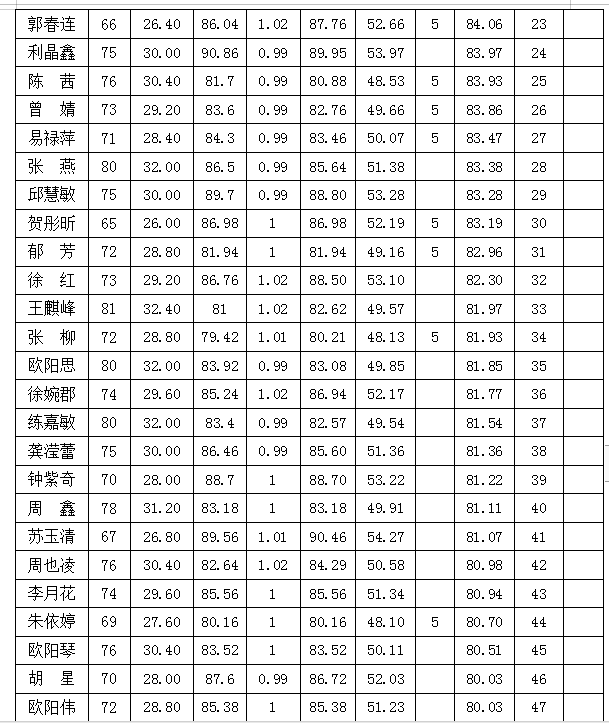 郭春连 66 26.40 86.04 1.02 87.76 52.66 5 84.06 23
利晶鑫 75 30.00 90.86 0.99 89.95 53.97 83.97 24
陈 茜 76 30.40 81.7 0.99 80.88 48.53 5 83.93 25
曾 婧 73 29.20 83.6 0.99 82.76 49.66 5 83.86 26
易禄萍 71 28.40 84.3 0.99 83.46 50.07 5 83.47 27
张 燕 80 32.00 86.5 0.99 85.64 51.38 83.38 28
邱慧敏 75 30.00 89.7 0.99 88.80 53.28 83.28 29
贺彤昕 65 26.00 86.98 1 86.98 52.19 5 83.19 30
郁 芳 72 28.80 81.94 1 81.94 49.16 5 82.96 31
徐 红 73 29.20 86.76 1.02 88.50 53.10 82.30 32
王麒峰 81 32.40 81 1.02 82.62 49.57 81.97 33
张 柳 72 28.80 79.42 1.01 80.21 48.13 5 81.93 34
欧阳思 80 32.00 83.92 0.99 83.08 49.85 81.85 35
徐婉郡 74 29.60 85.24 1.02 86.94 52.17 81.77 36
练嘉敏 80 32.00 83.4 0.99 82.57 49.54 81.54 37
龚滢蕾 75 30.00 86.46 0.99 85.60 51.36 81.36 38
钟紫奇 70 28.00 88.7 1 88.70 53.22 81.22 39
周 鑫 78 31.20 83.18 1 83.18 49.91 81.11 40
苏玉清 67 26.80 89.56 1.01 90.46 54.27 81.07 41
周也凌 76 30.40 82.64 1.02 84.29 50.58 80.98 42
李月花 74 29.60 85.56 1 85.56 51.34 80.94 43
朱依婷 69 27.60 80.16 1 80.16 48.10 5 80.70 44
欧阳琴 76 30.40 83.52 1 83.52 50.11 80.51 45
胡 星 70 28.00 87.6 0.99 86.72 52.03 80.03 46
欧阳伟 72 28.80 85.38 1 85.38 51.23 80.03 47